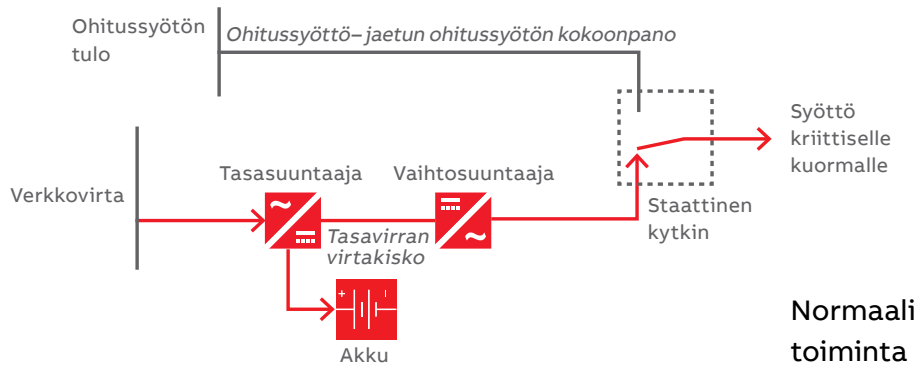 Ohitussyötön
tulo
Ohitussyöttö– jaetun ohitussyötön kokoonpano
Syöttö
kriittiselle
kuormalle
Verkkovirta
Tasasuuntaaja
Vaihtosuuntaaja
Staattinen
kytkin
Tasavirran
virtakisko
Akku
Normaali
toiminta